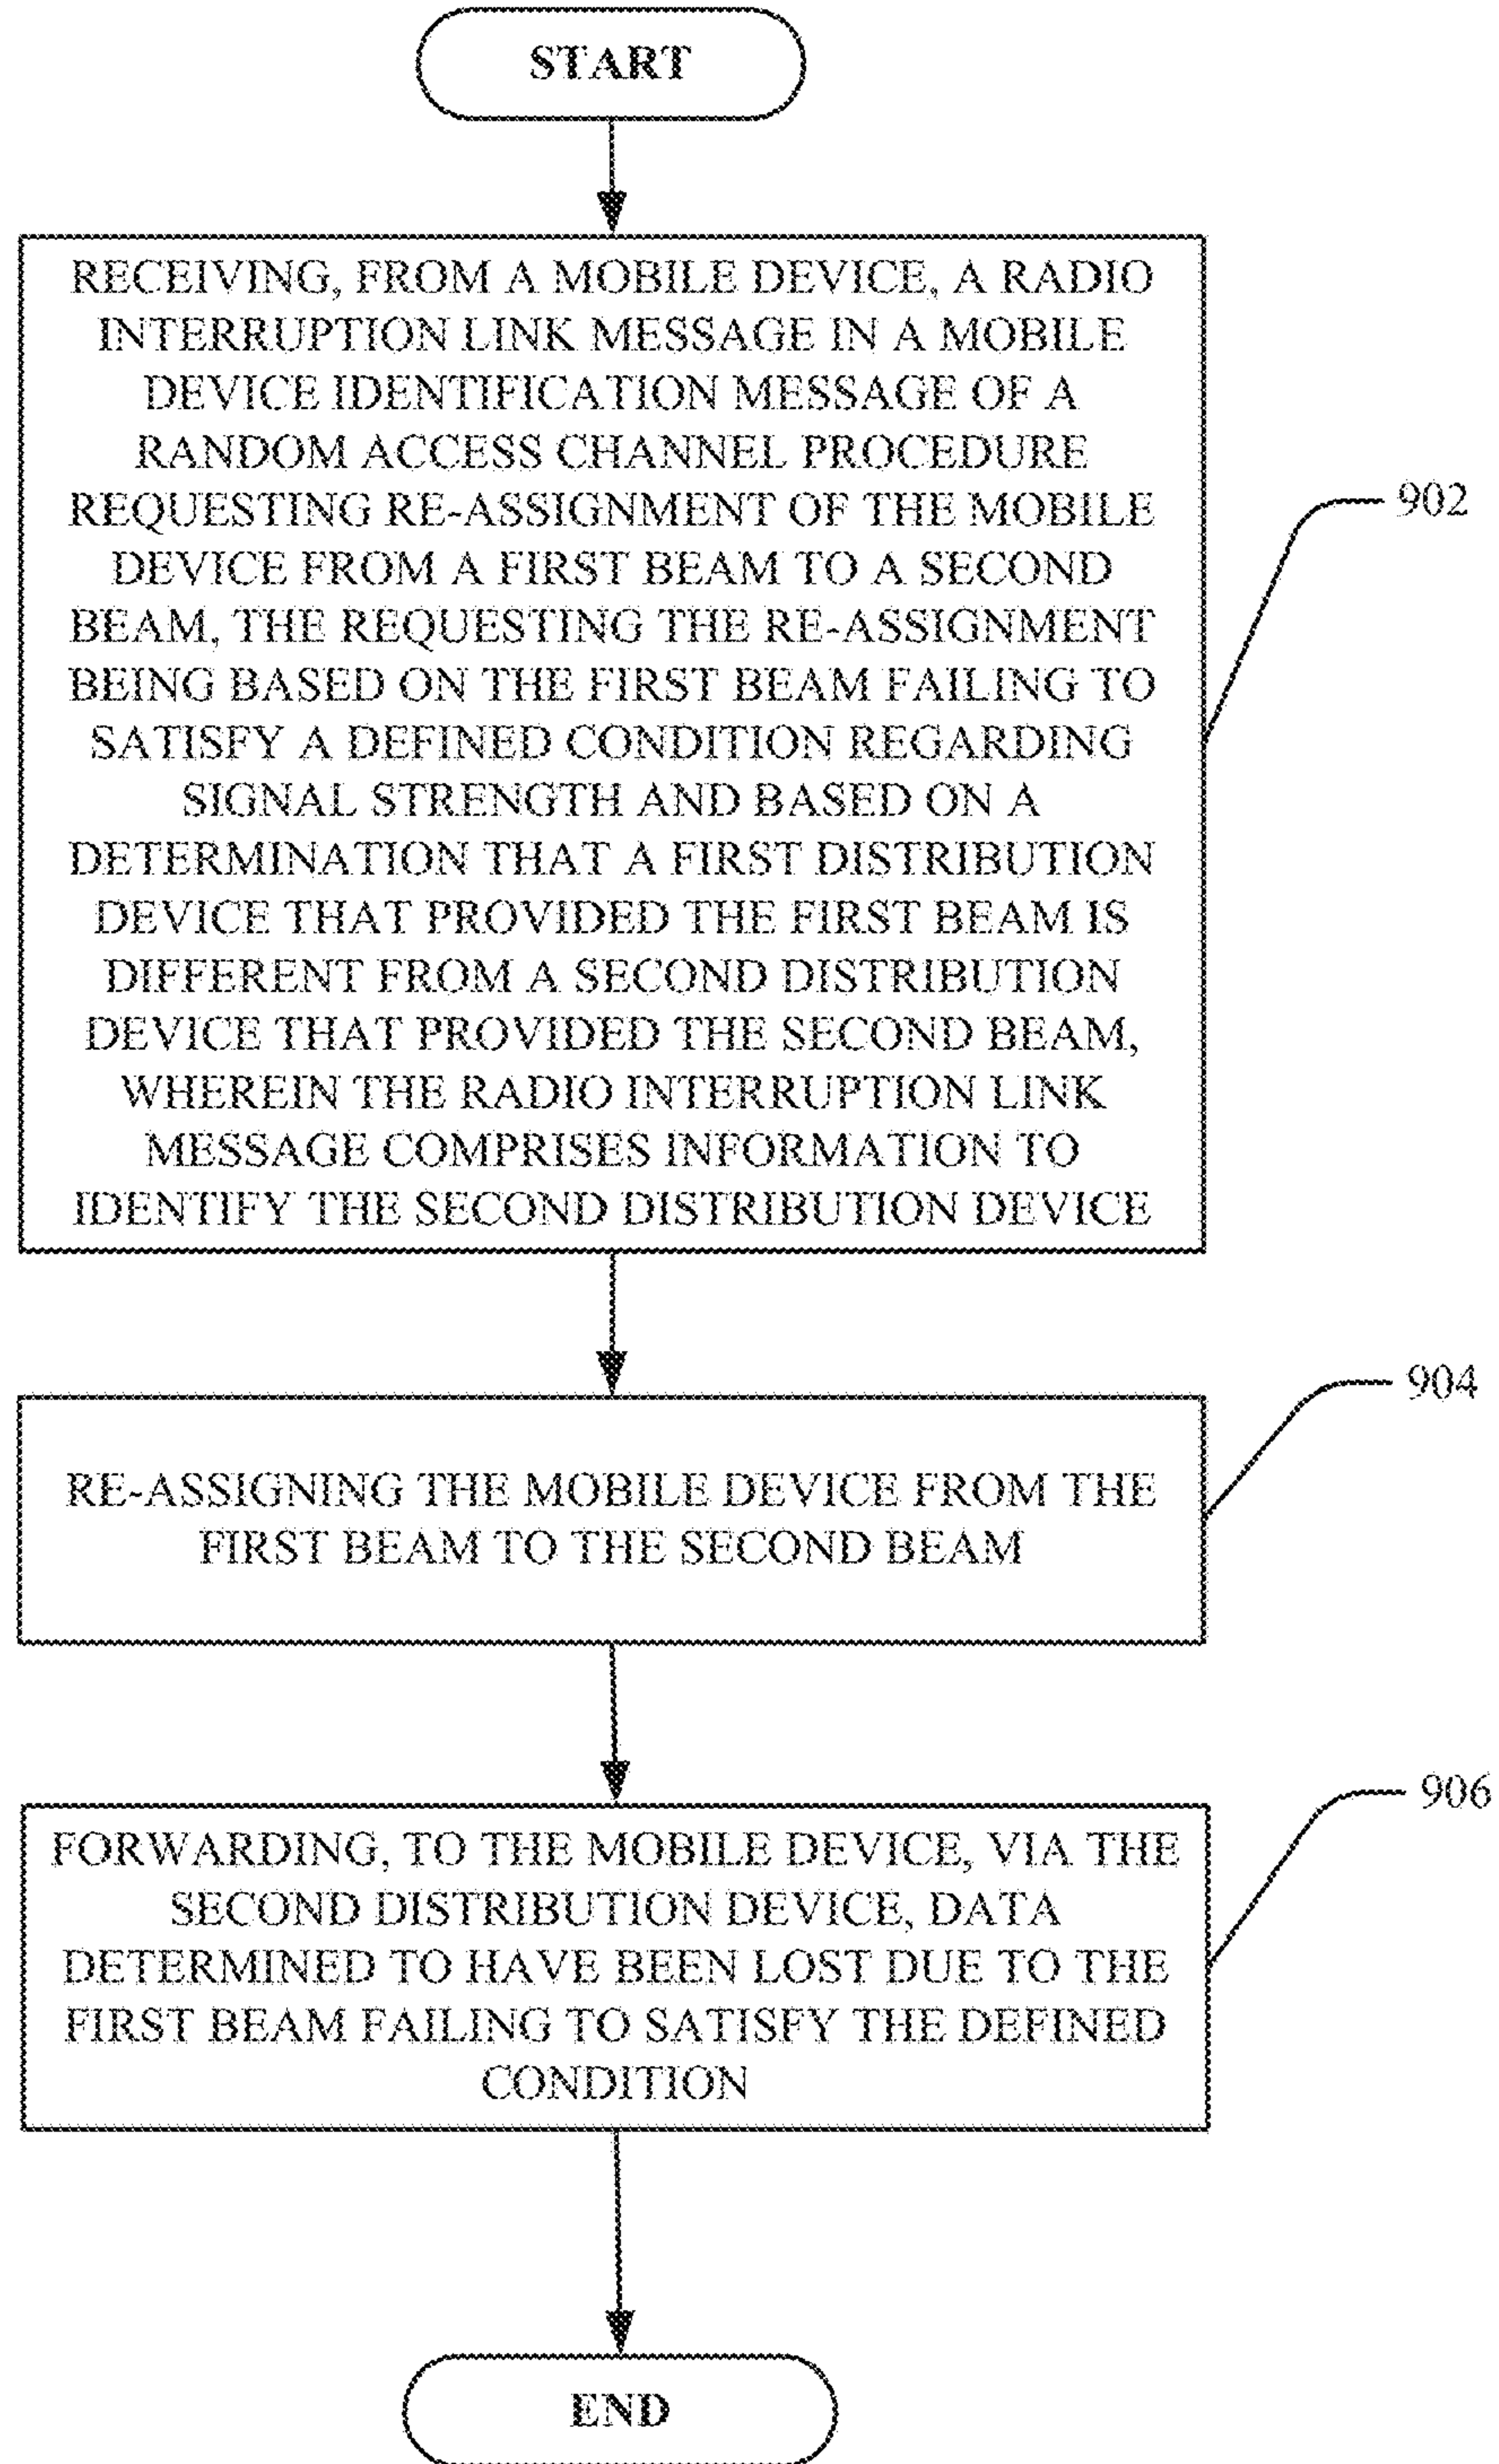 START
RECEIVING, FROM A MOBILE DEVICE, A RADIO
INTERRUPTION LINK MESSAGE IN A MOBILE
DEVICE IDENTIFICATION MESSAGE OF A
RANDOM ACCESS CHANNEL PROCEDURE
REQUESTING RE-ASSIGNMENT OF THE MOBILE
DEVICE FROM A FIRST BEAM TO A SECOND
BEAM, THE REQUESTING THE RE-ASSIGNMENT
BEING BASED ON THE FIRST BEAM FAILING TO
SATISFY A DEFINED CONDITION REGARDING
SIGNAL STRENGTH AND BASED ON A
DETERMINATION THAT A FIRST DISTRIBUTION
DEVICE THAT PROVIDED THE FIRST BEAM IS
DIFFERENT FROM A SECOND DISTRIBUTION
DEVICE THAT PROVIDED THE SECOND BEAM,
WHEREIN THE RADIO INTERRUPTION LINK
MESSAGE COMPRISES INFORMATION TO
IDENTIFY THE SECOND DISTRIBUTION DEVICE
902
RE-ASSIGNING THE MOBILE DEVICE FROM THE
FIRST BEAM TO THE SECOND BEAM
904
FORWARDING, TO THE MOBILE DEVICE, VIA THE
SECOND DISTRIBUTION DEVICE, DATA
DETERMINED TO HAVE BEEN LOST DUE TO THE
FIRST BEAM FAILING TO SATISFY THE DEFINED
CONDITION
906
END